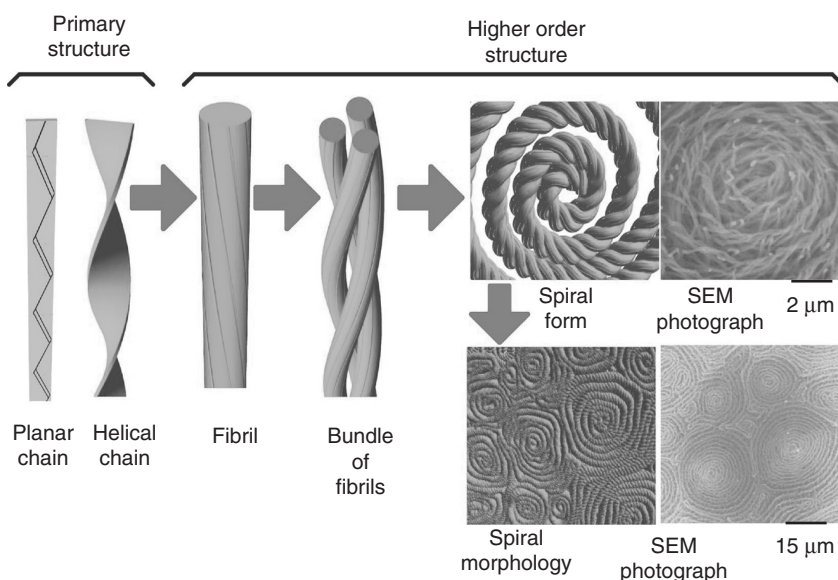 Primary
structure
Higher order
structure
Planar
chain
Helical
chain
Fibril
Bundle
of
fibrils
Spiral
form
SEM
photograph
2 μm
Spiral
morphology
SEM
photograph
15 μm